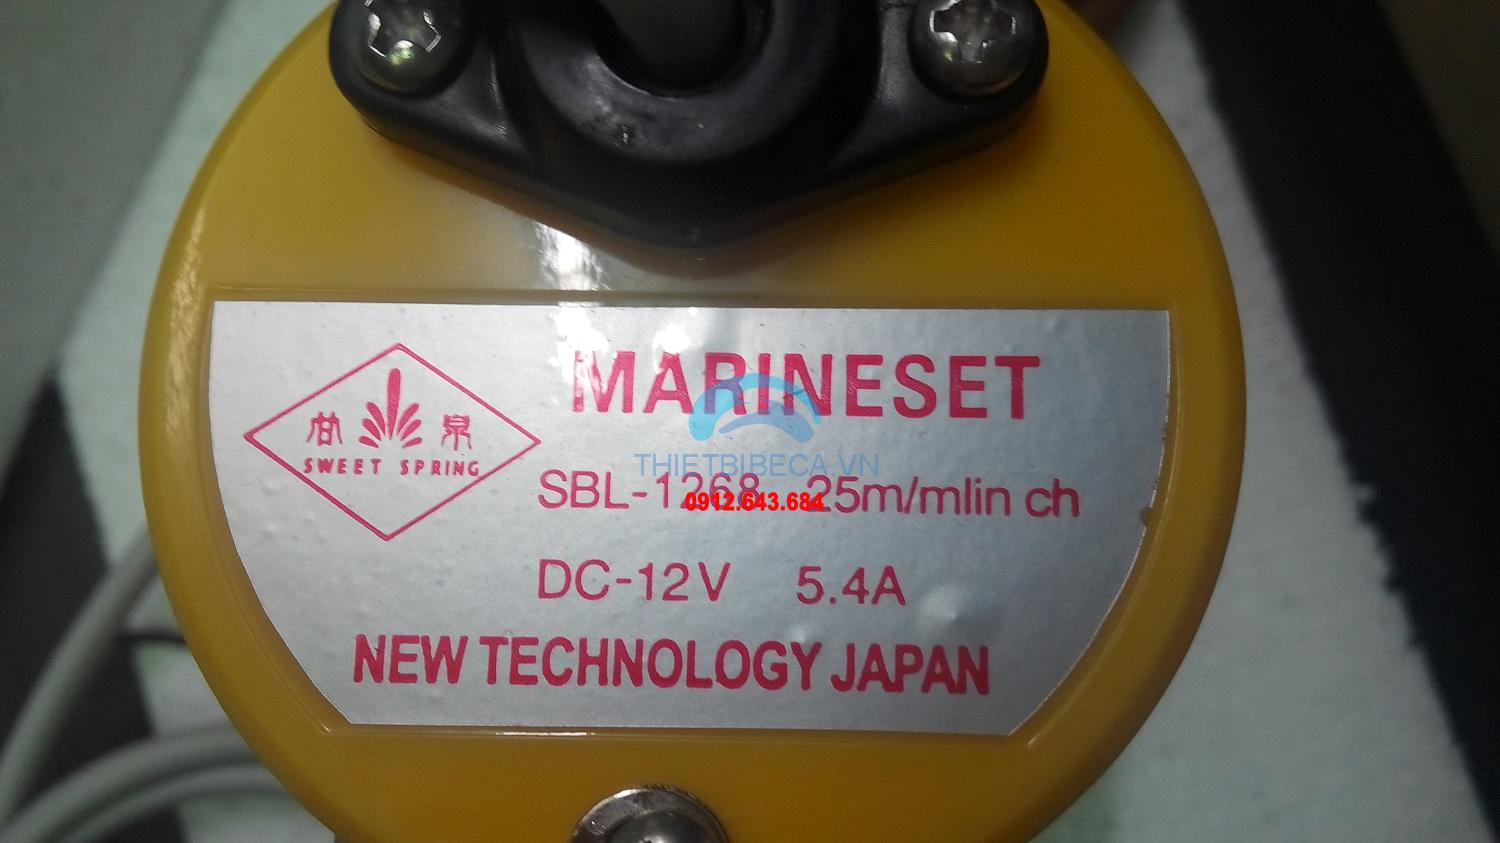 MARINESET
甘泉
SWEET SPRING
THIETBIBECA.VN
SBL-1268 25m/mlin ch
0912.643.684
DC-12V 5.4A
NEW TECHNOLOGY JAPAN